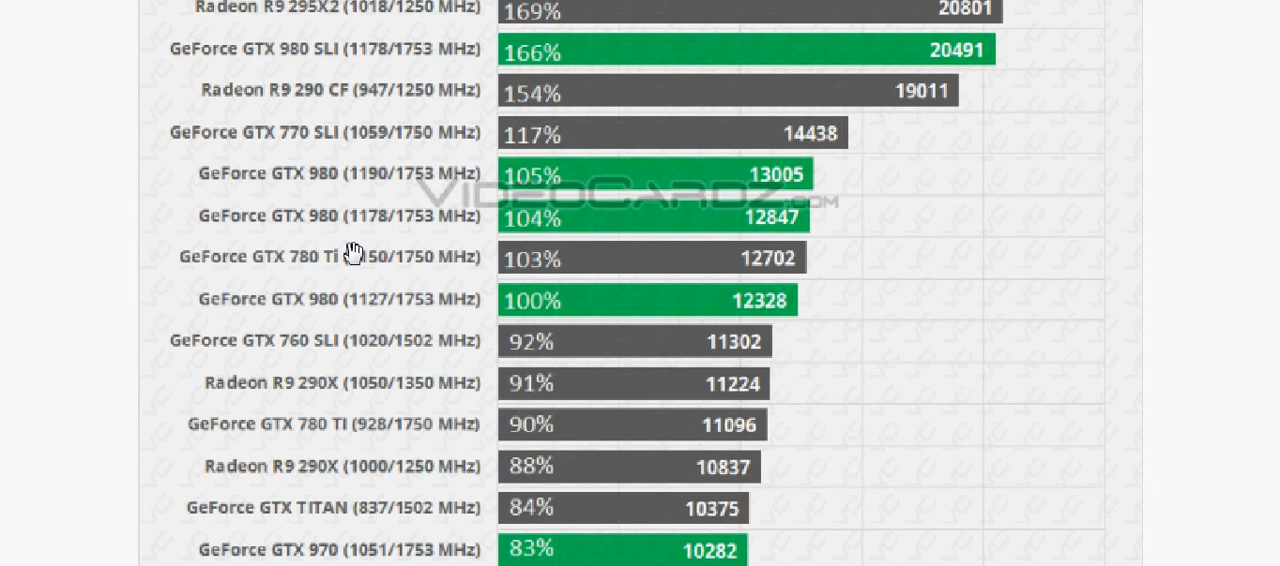 Radeon R9 295X2 (1018/1250 MHz) 169% 20801
GeForce GTX 980 SLI (1178/1753 MHz) 166% 20491
Radeon R9 290 CF (947/1250 MHz) 154% 19011
GeForce GTX 770 SLI (1059/1750 MHz) 117% 14438
GeForce GTX 980 (1190/1753 MHz) 105% 13005
VIDEOCARDZ.COM
GeForce GTX 980 (1178/1753 MHz) 104% 12847
GeForce GTX 780 Ti 150/1750 MHz) 103% 12702
GeForce GTX 980 (1127/1753 MHz) 100% 12328
GeForce GTX 760 SLI (1020/1502 MHz) 92% 11302
Radeon R9 290X (1050/1350 MHz) 91% 11224
GeForce GTX 780 TI (928/1750 MHz) 90% 11096
Radeon R9 290X (1000/1250 MHz) 88% 10837
GeForce GTX TITAN (837/1502 MHz) 84% 10375
GeForce GTX 970 (1051/1753 MHz) 83% 10282